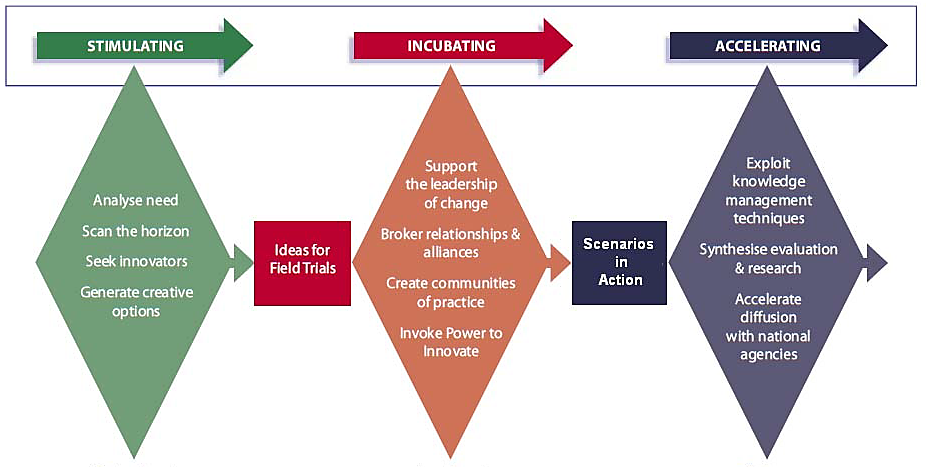 STIMULATING
INCUBATING
ACCELERATING
Analyse need
Scan the horizon
Seek innovators
Generate creative
options
Ideas for
Field Trials
Support
the leadership
of change
Broker relationships &
alliances
Create communities
of practice
Invoke Power to
Innovate
Scenarios
in
Action
Exploit
knowledge
management
techniques
Synthesise evaluation
& research
Accelerate
diffusion
with national
agencies